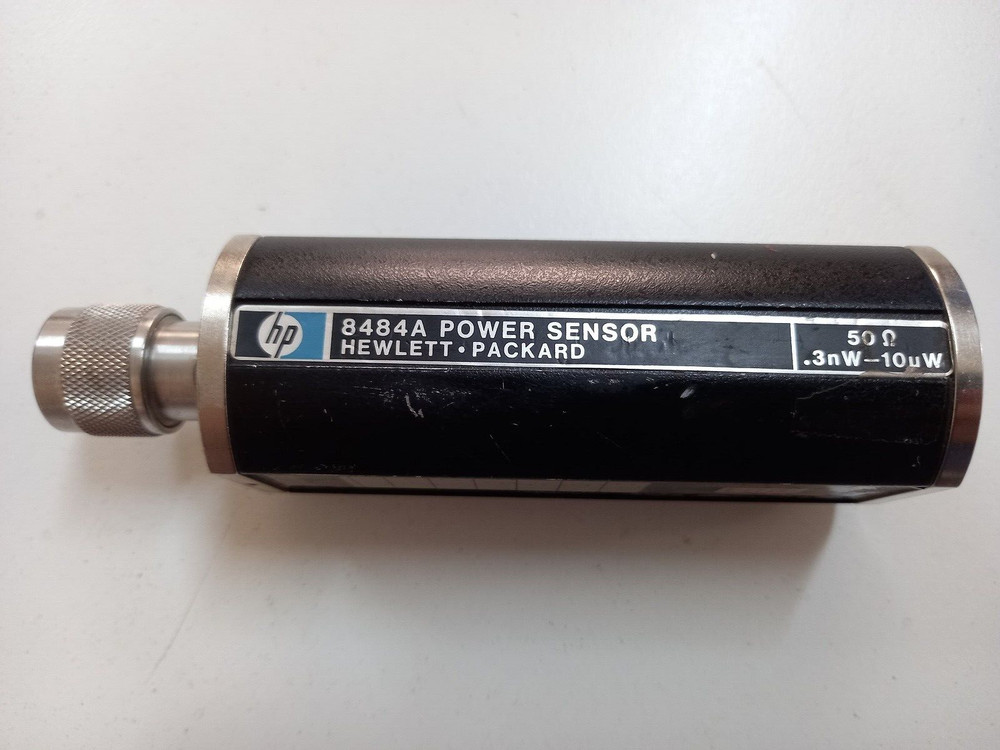 hp
8484A POWER SENSOR
HEWLETT•PACKARD
50 Ω
.3nW–10uW